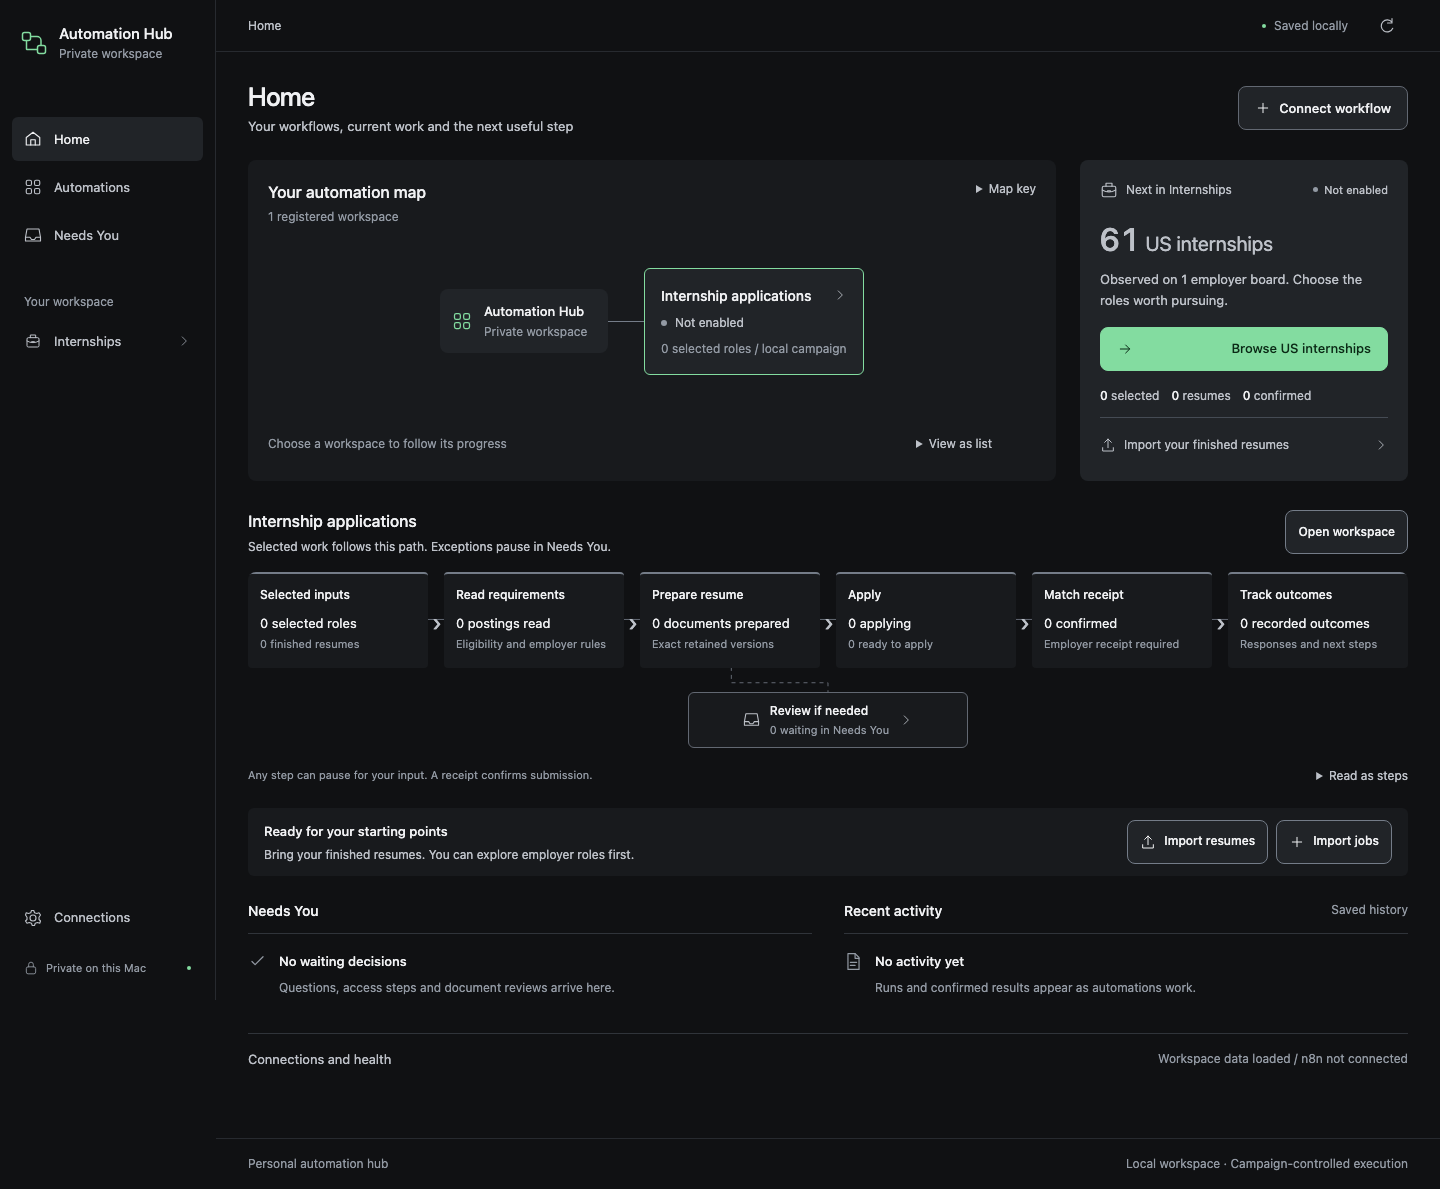 Automation Hub
Private workspace
Home
Automations
Needs You
Your workspace
Internships
Connections
Private on this Mac
Home
Saved locally
Home
Your workflows, current work and the next useful step
Connect workflow
Your automation map
1 registered workspace
Map key
Automation Hub
Private workspace
Internship applications
Not enabled
0 selected roles / local campaign
Choose a workspace to follow its progress
View as list
Next in Internships
Not enabled
61 US internships
Observed on 1 employer board. Choose the
roles worth pursuing.
Browse US internships
0 selected 0 resumes 0 confirmed
Import your finished resumes
Internship applications
Selected work follows this path. Exceptions pause in Needs You.
Open workspace
Selected inputs
0 selected roles
0 finished resumes
Read requirements
0 postings read
Eligibility and employer rules
Prepare resume
0 documents prepared
Exact retained versions
Apply
0 applying
0 ready to apply
Match receipt
0 confirmed
Employer receipt required
Track outcomes
0 recorded outcomes
Responses and next steps
Review if needed
0 waiting in Needs You
Any step can pause for your input. A receipt confirms submission.
Read as steps
Ready for your starting points
Bring your finished resumes. You can explore employer roles first.
Import resumes
Import jobs
Needs You
No waiting decisions
Questions, access steps and document reviews arrive here.
Recent activity
Saved history
No activity yet
Runs and confirmed results appear as automations work.
Connections and health
Workspace data loaded / n8n not connected
Personal automation hub
Local workspace · Campaign-controlled execution